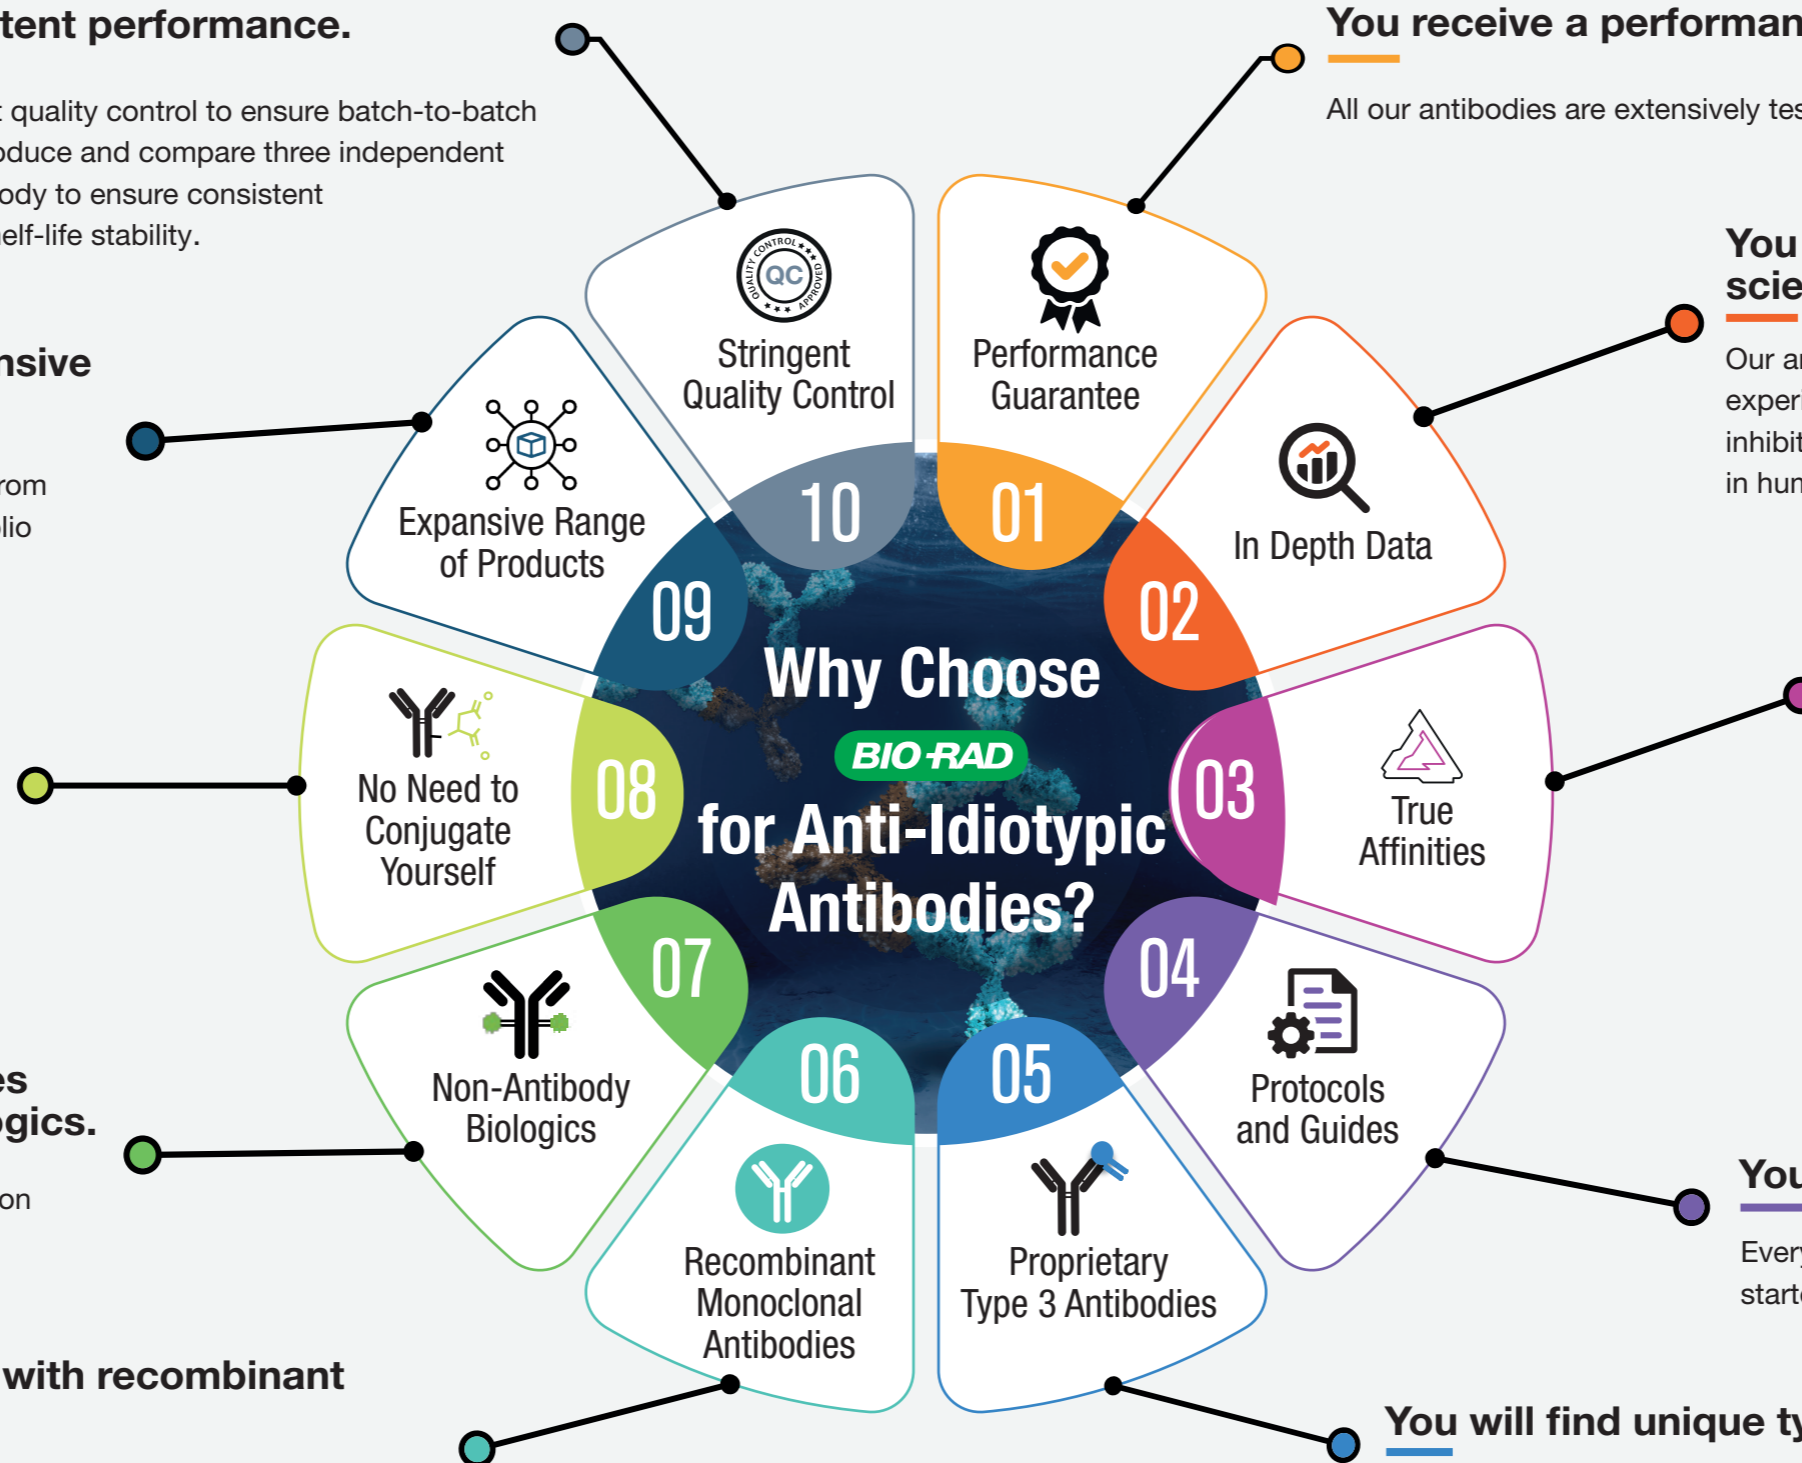 tent performance.
quality control to ensure batch-to-batch
oduce and compare three independent
ody to ensure consistent
elf-life stability.
You receive a performan
All our antibodies are extensively tes
You
scie
Our
experi
inhibit
in hum
nsive
rom
lio
QUALITY CONTROL
QC
APPROVED
Stringent
Quality Control
10
Performance
Guarantee
01
In Depth Data
02
True
Affinities
03
Protocols
and Guides
04
Proprietary
Type 3 Antibodies
05
Recombinant
Monoclonal
Antibodies
06
Non-Antibody
Biologics
07
No Need to
Conjugate
Yourself
08
Expansive Range
of Products
09
Why Choose
BIO-RAD
for Anti-Idiotypic
Antibodies?
es
ogics.
on
with recombinant
You
Every
starte
You will find unique ty